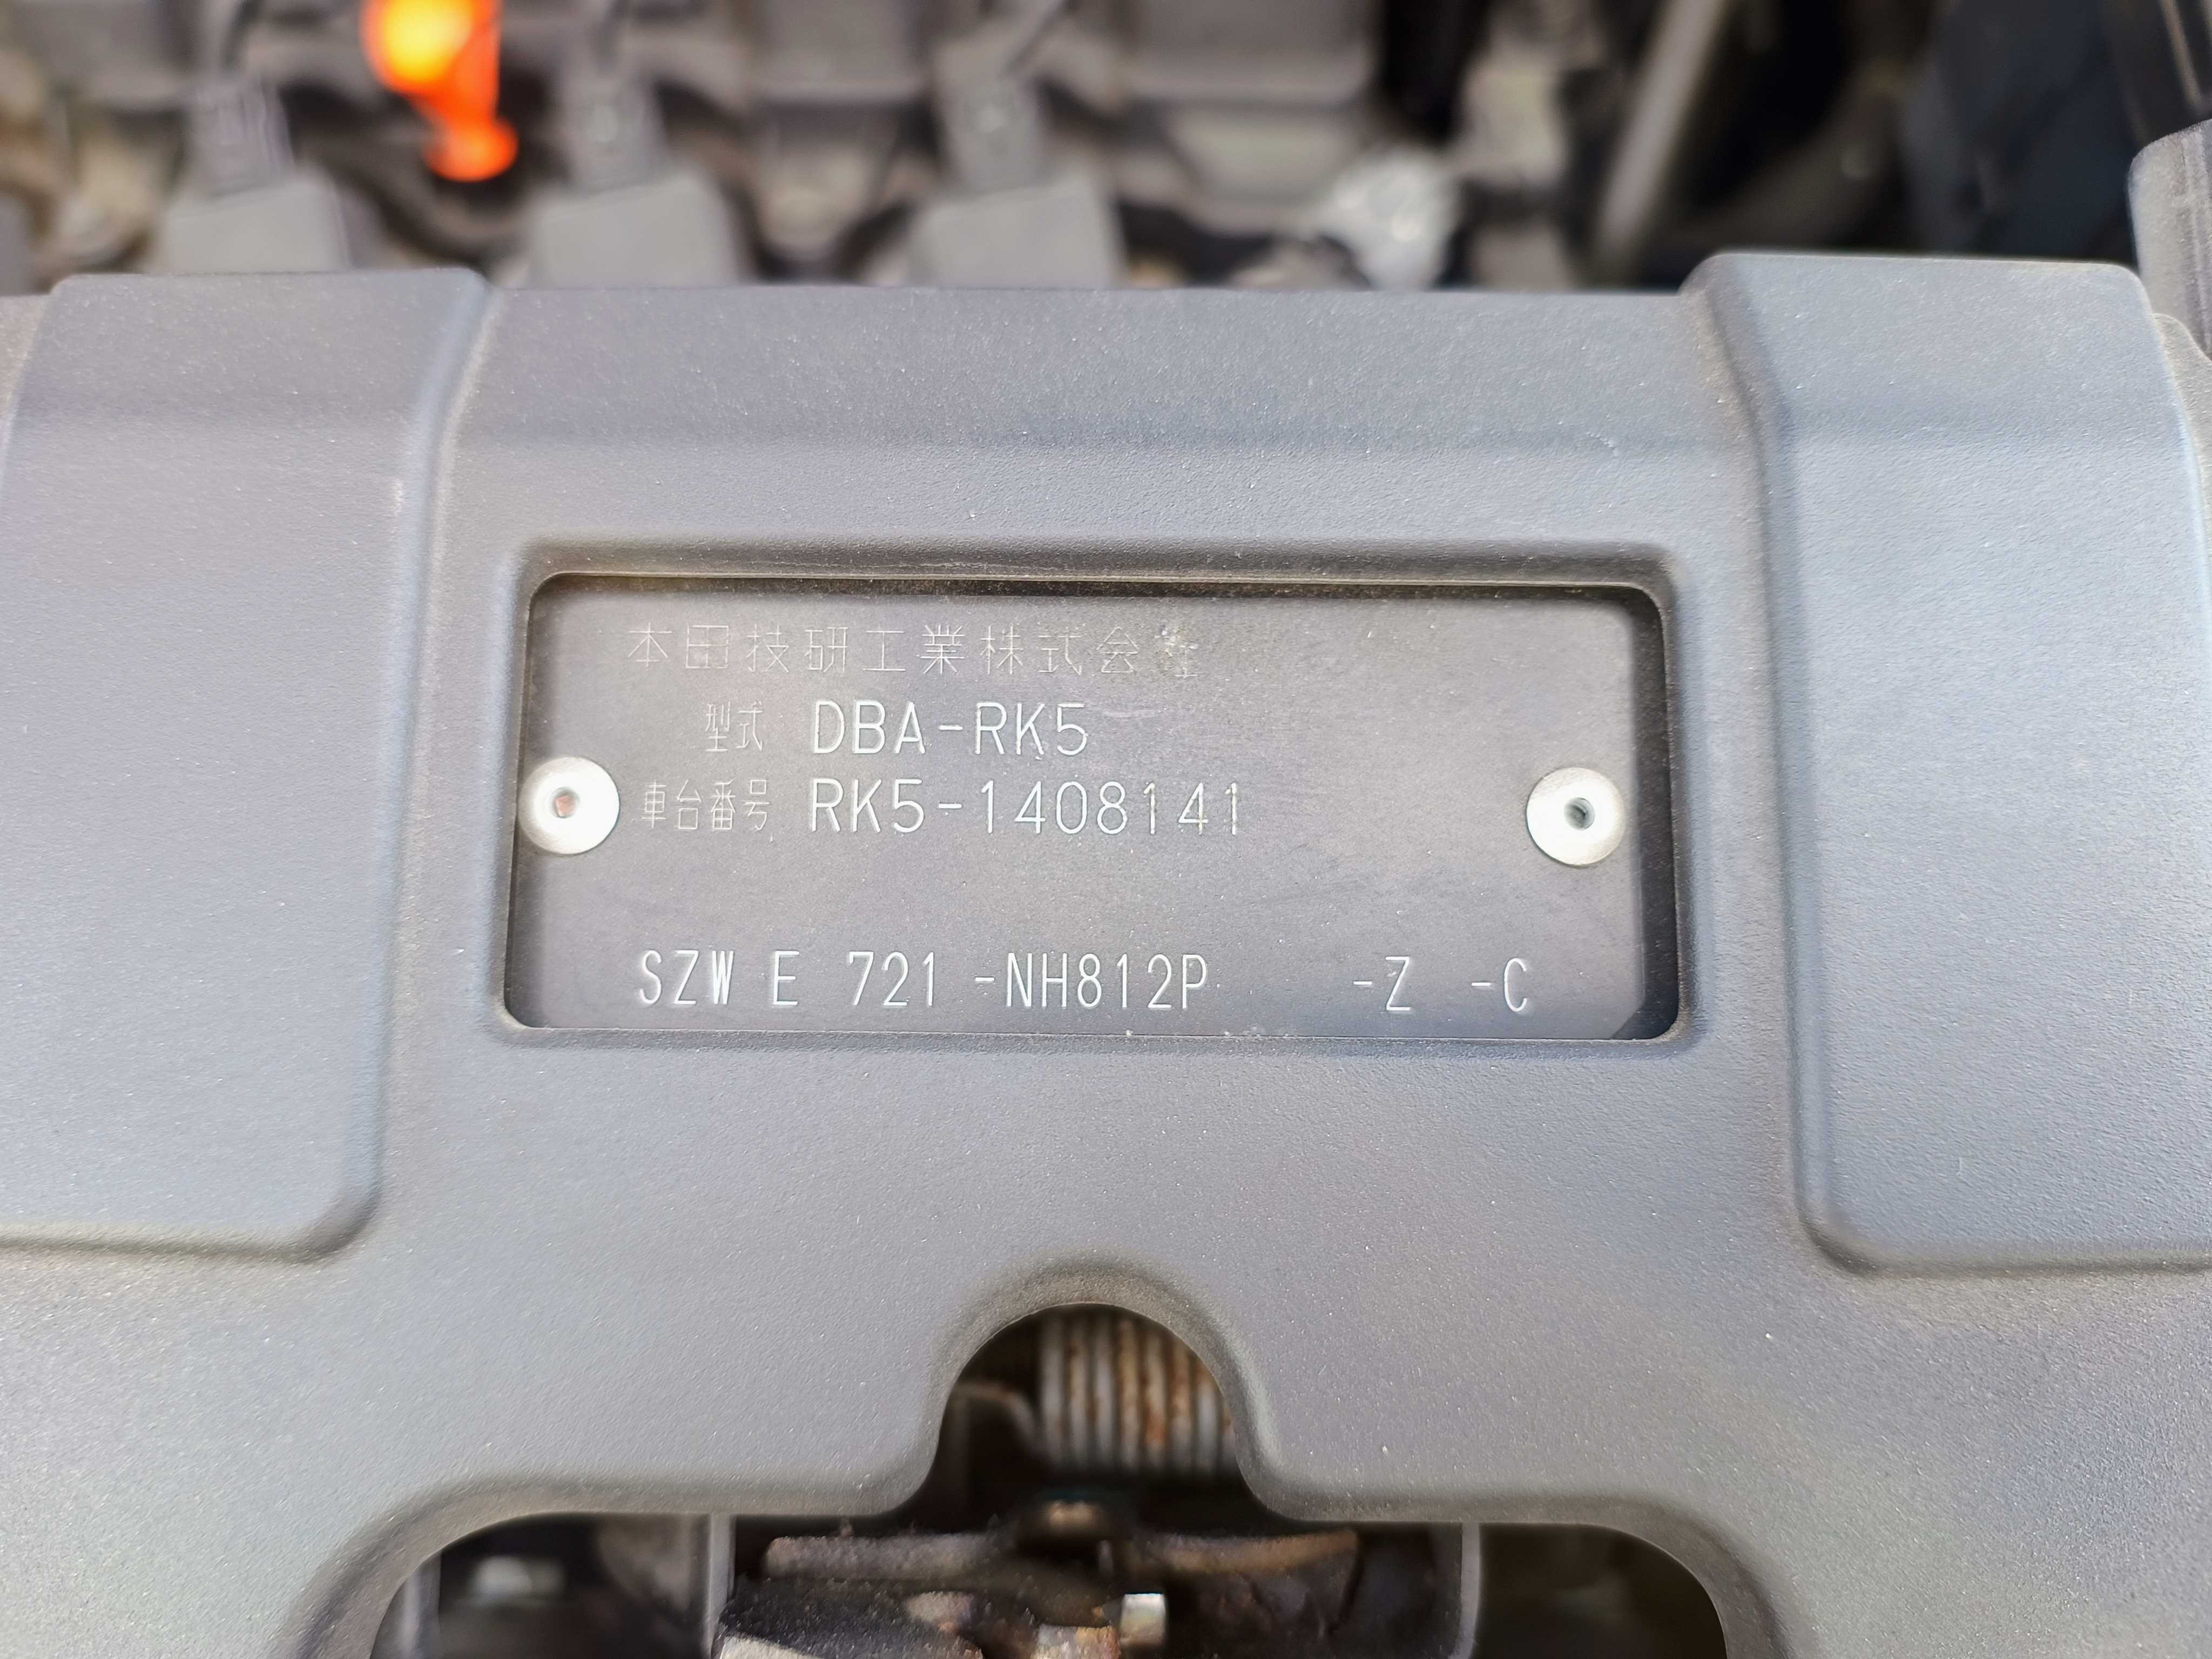 本田技研工業株式会社
型式 DBA-RK5
車台番号 RK5-1408141
SZW E 721 -NH812P -Z -C